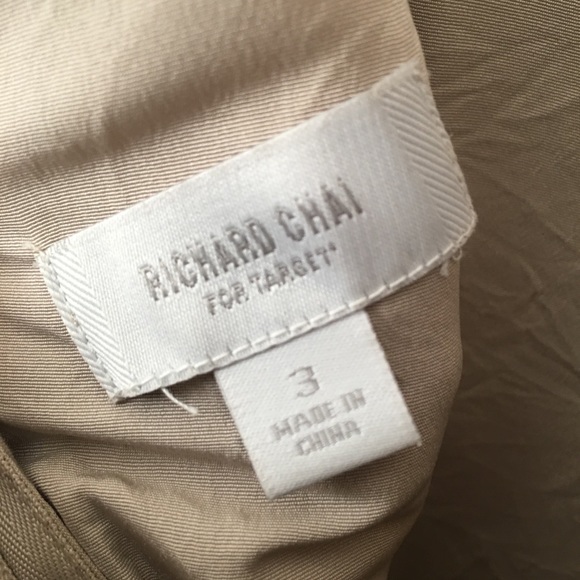 RICHARD CHAI
FOR TARGET®
3
MADE IN
CHINA